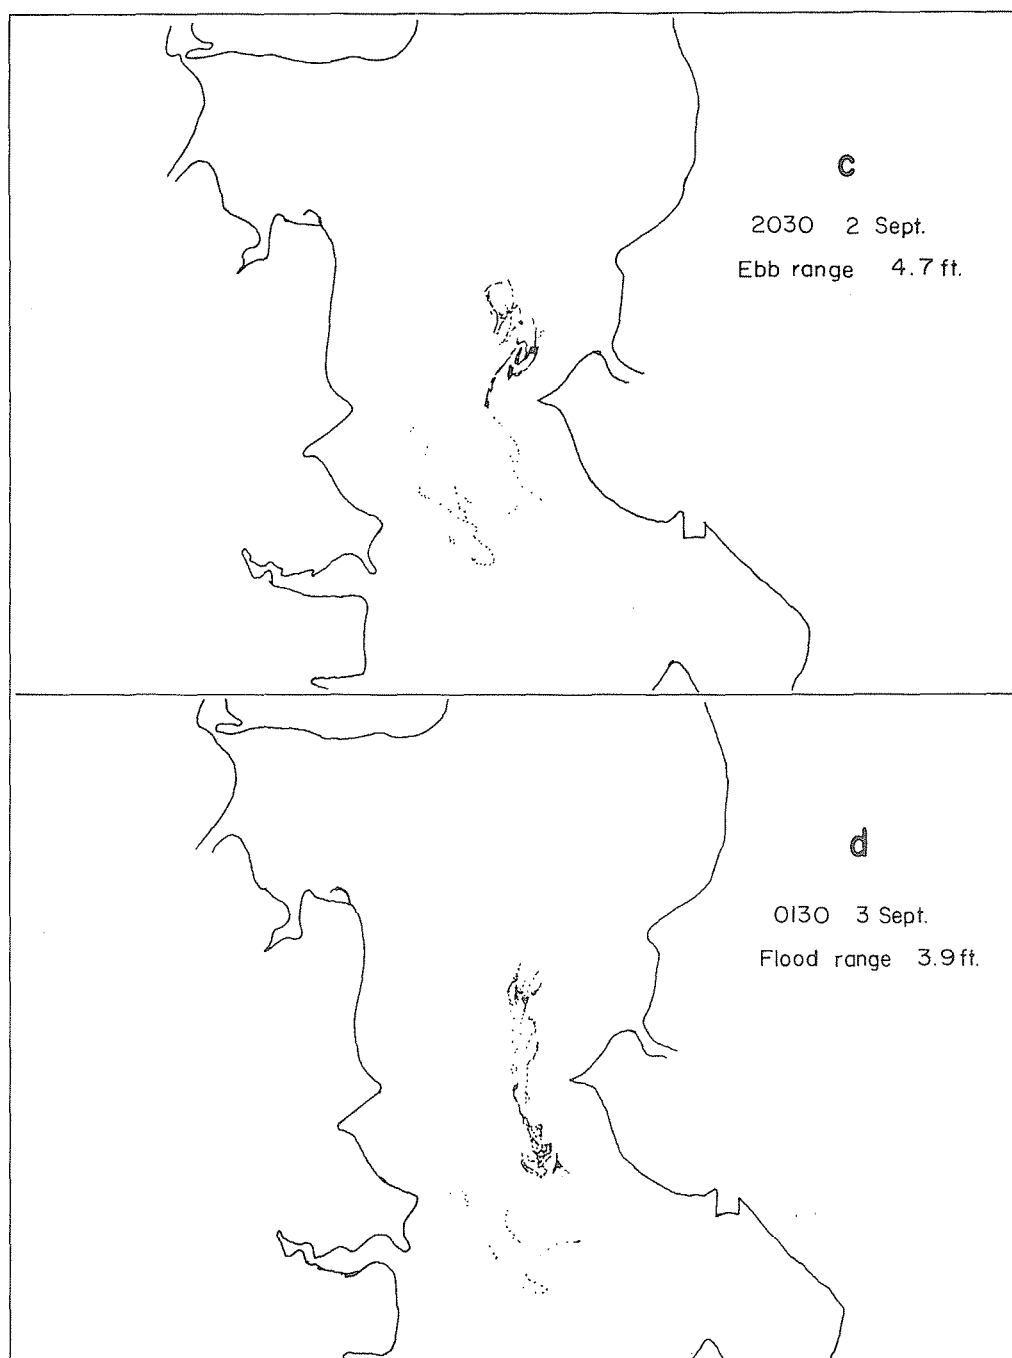 c
2030 2 Sept.
Ebb range 4.7 ft.
d
0130 3 Sept.
Flood range 3.9 ft.